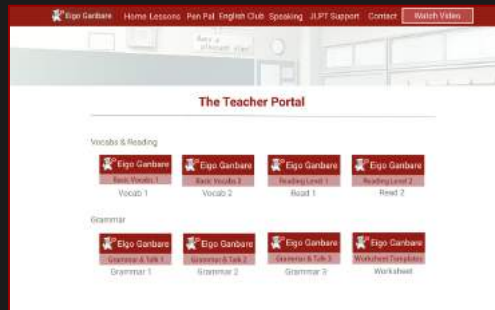 Eigo Ganbare Home Lessons Pen Pal English Club Speaking JLPT Support Contact Watch Video
Have a
pleasant day!
The Teacher Portal
Vocabs & Reading
Eigo Ganbare Eigo Ganbare Eigo Ganbare Eigo Ganbare
Basic Vocabs 1 Basic Vocabs 2 Reading Level 1 Reading Level 2
Vocab 1 Vocab 2 Read 1 Read 2
Grammar
Eigo Ganbare Eigo Ganbare Eigo Ganbare Eigo Ganbare
Grammar & Talk 1 Grammar & Talk 2 Grammar & Talk 3 Worksheet Templates
Grammar 1 Grammar 2 Grammar 3 Worksheet